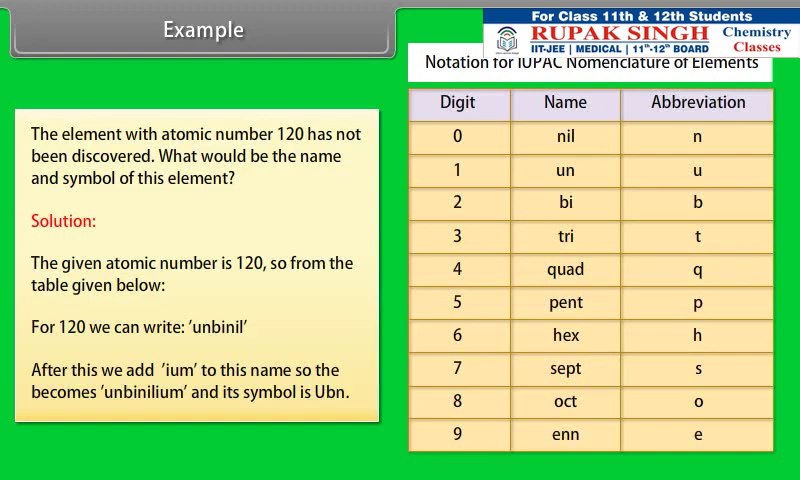 Example
For Class 11th & 12th Students
RUPAK SINGH
IIT-JEE | MEDICAL | 11th-12th BOARD
Chemistry
Classes
The element with atomic number 120 has not
been discovered. What would be the name
and symbol of this element?
Solution:
The given atomic number is 120, so from the
table given below:
For 120 we can write: ’unbinil’
After this we add ’ium’ to this name so the
becomes ’unbinilium’ and its symbol is Ubn.
Notation for IUPAC Nomenclature of Elements
Digit Name Abbreviation
0 nil n
1 un u
2 bi b
3 tri t
4 quad q
5 pent p
6 hex h
7 sept s
8 oct o
9 enn e